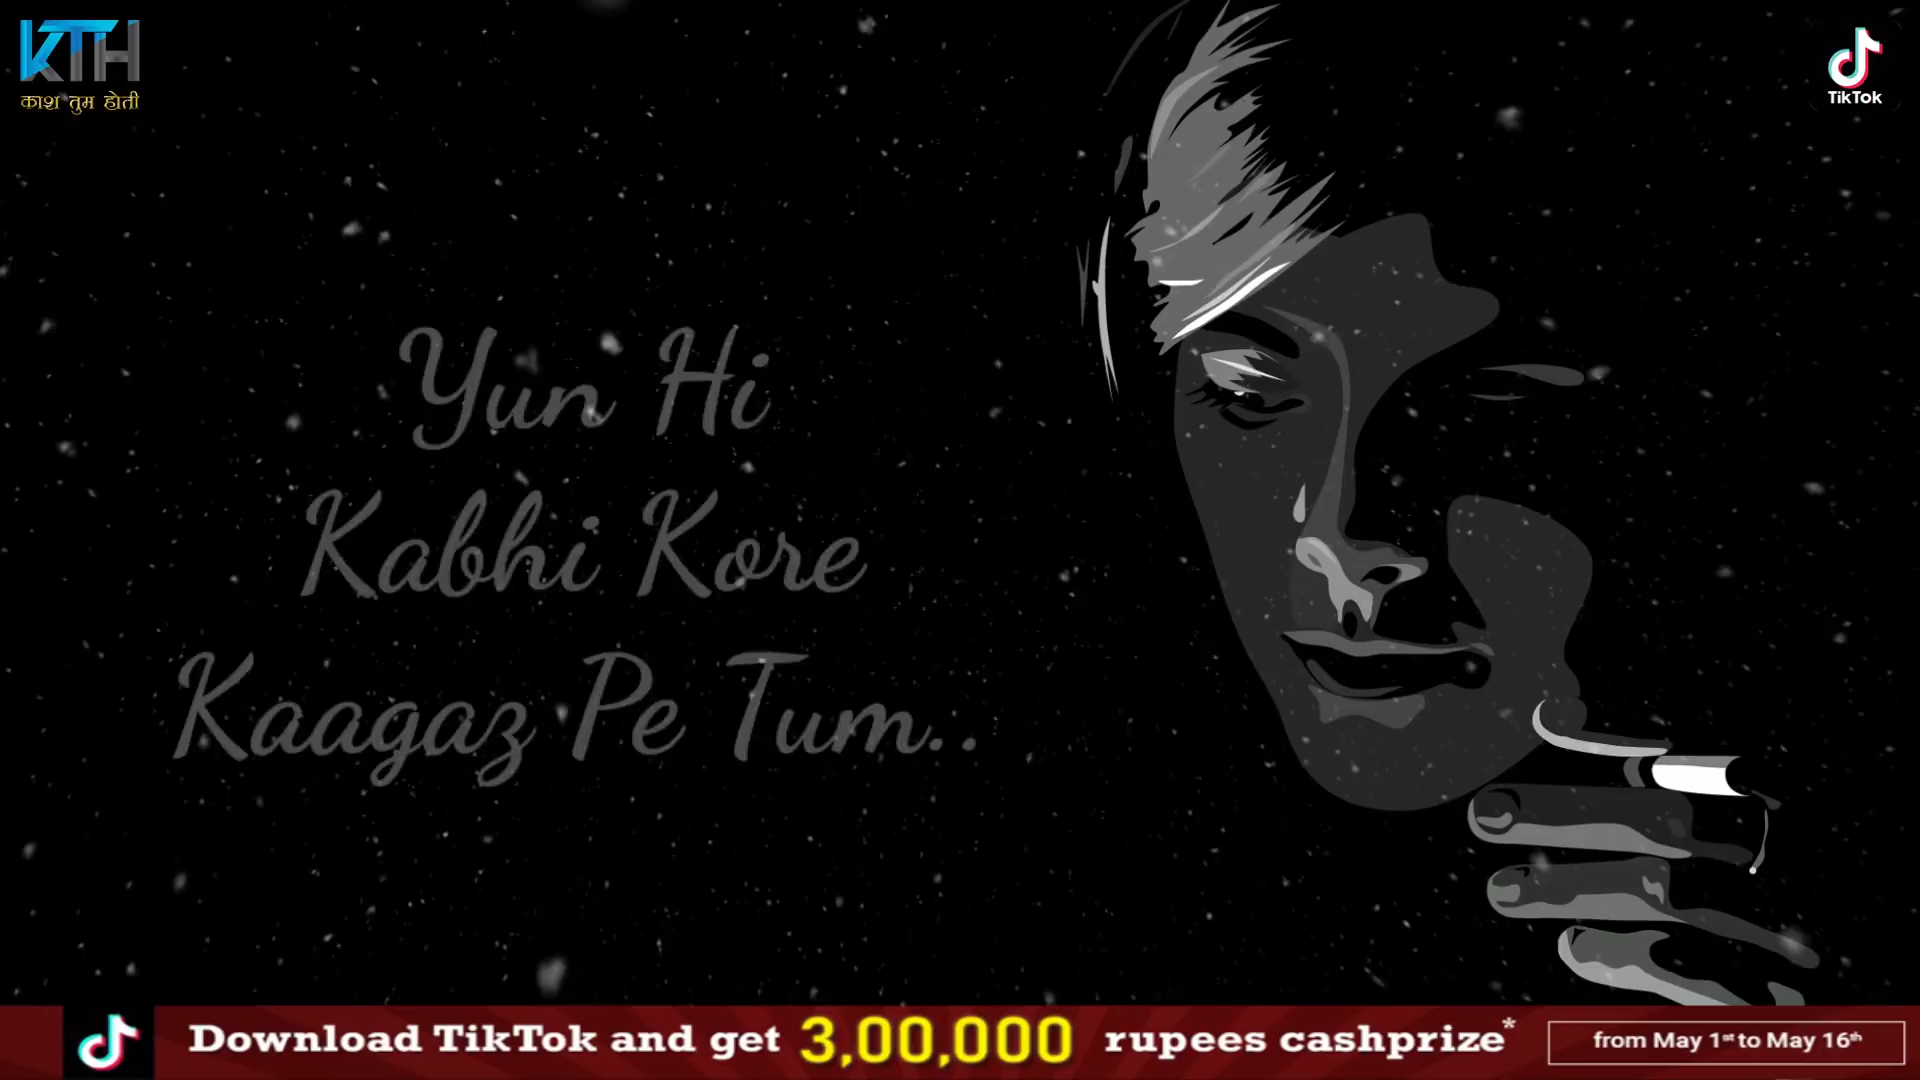 KTH
काश तुम होती
TikTok
Yun Hi
Kabhi Kore
Kaagaz Pe Tum..
Download TikTok and get 3,00,000 rupees cashprize* from May 1st to May 16th